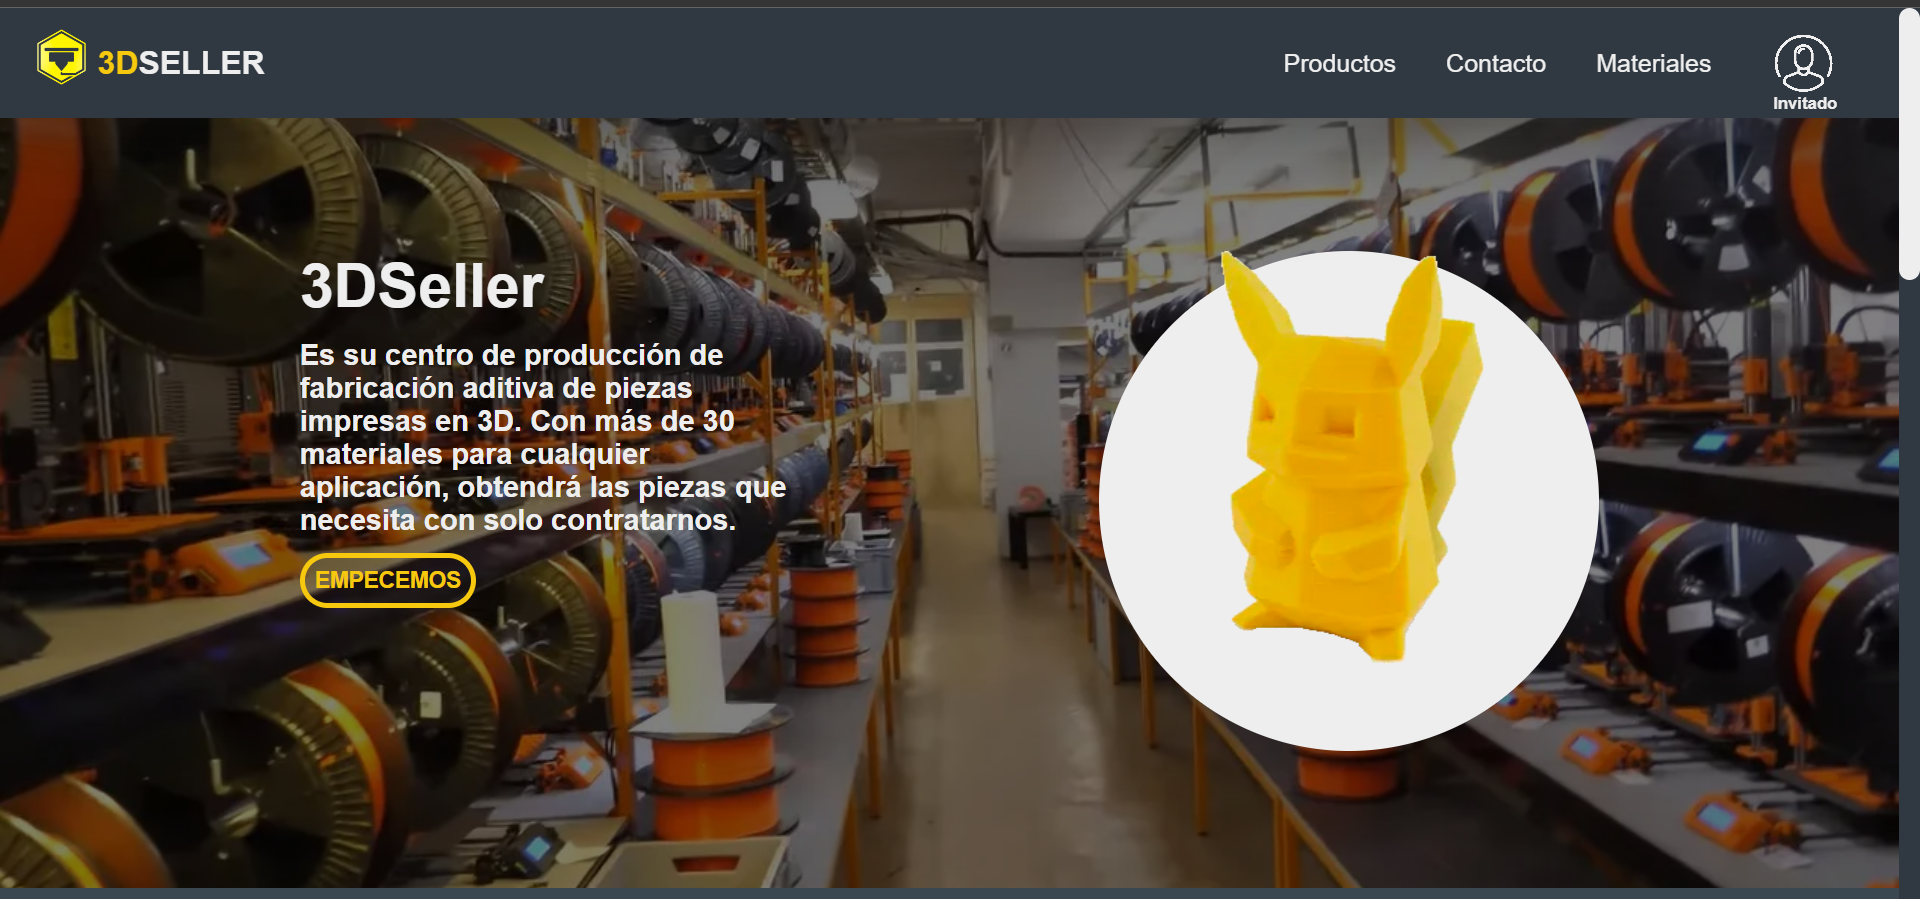 3DSELLER
Productos
Contacto
Materiales
Invitado
3DSeller
Es su centro de producción de
fabricación aditiva de piezas
impresas en 3D. Con más de 30
materiales para cualquier
aplicación, obtendrá las piezas que
necesita con solo contratarnos.
EMPECEMOS